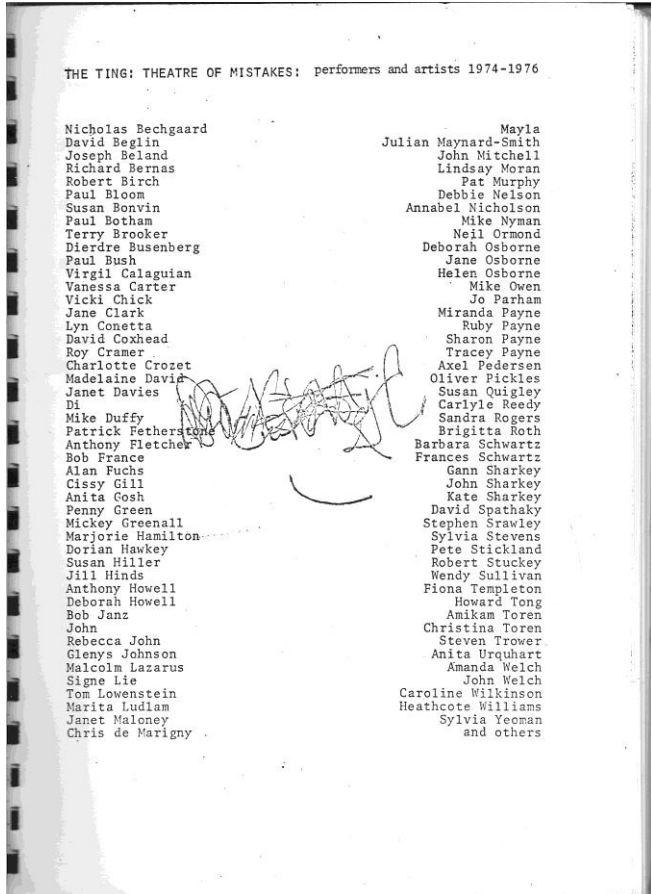 THE TING: THEATRE OF MISTAKES: performers and artists 1974-1976
Nicholas Bechgaard
David Beglin
Joseph Beland
Richard Bernas
Robert Birch
Paul Bloom
Susan Bonvin
Paul Botham
Terry Brooker
Dierdre Busenberg
Paul Bush
Virgil Calaguian
Vanessa Carter
Vicki Chick
Jane Clark
Lyn Conetta
David Coxhead
Roy Cramer
Charlotte Crozet
Madelaine David
Janet Davies
Di
Mike Duffy
Patrick Fetherstone
Anthony Fletcher
Bob France
Alan Fuchs
Cissy Gill
Anita Gosh
Penny Green
Mickey Greenall
Marjorie Hamilton
Dorian Hawkey
Susan Hiller
Jill Hinds
Anthony Howell
Deborah Howell
Bob Janz
John
Rebecca John
Glenys Johnson
Malcolm Lazarus
Signe Lie
Tom Lowenstein
Marita Ludlam
Janet Maloney
Chris de Marigny
Mayla
Julian Maynard-Smith
John Mitchell
Lindsay Moran
Pat Murphy
Debbie Nelson
Annabel Nicholson
Mike Nyman
Neil Ormond
Deborah Osborne
Jane Osborne
Helen Osborne
Mike Owen
Jo Parham
Miranda Payne
Ruby Payne
Sharon Payne
Tracey Payne
Axel Pedersen
Oliver Pickles
Susan Quigley
Carlyle Reedy
Sandra Rogers
Brigitta Roth
Barbara Schwartz
Frances Schwartz
Gann Sharkey
John Sharkey
Kate Sharkey
David Spathaky
Stephen Srawley
Sylvia Stevens
Pete Stickland
Robert Stuckey
Wendy Sullivan
Fiona Templeton
Howard Tong
Amikam Toren
Christina Toren
Steven Trower
Anita Urquhart
Amanda Welch
John Welch
Caroline Wilkinson
Heathcote Williams
Sylvia Yeoman
and others